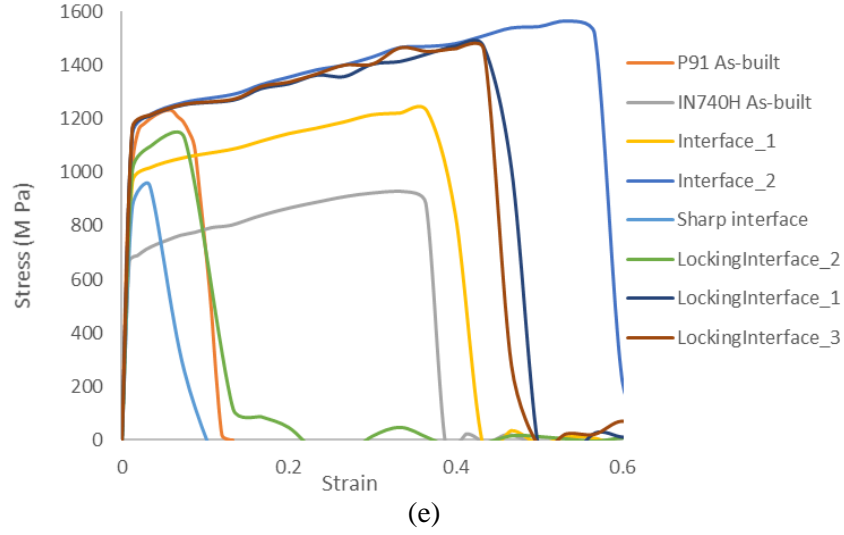 1600
1400
1200
1000
800
600
400
200
0
Stress (M Pa)
0
0.2
0.4
0.6
Strain
P91 As-built
IN740H As-built
Interface_1
Interface_2
Sharp interface
LockingInterface_2
LockingInterface_1
LockingInterface_3
(e)